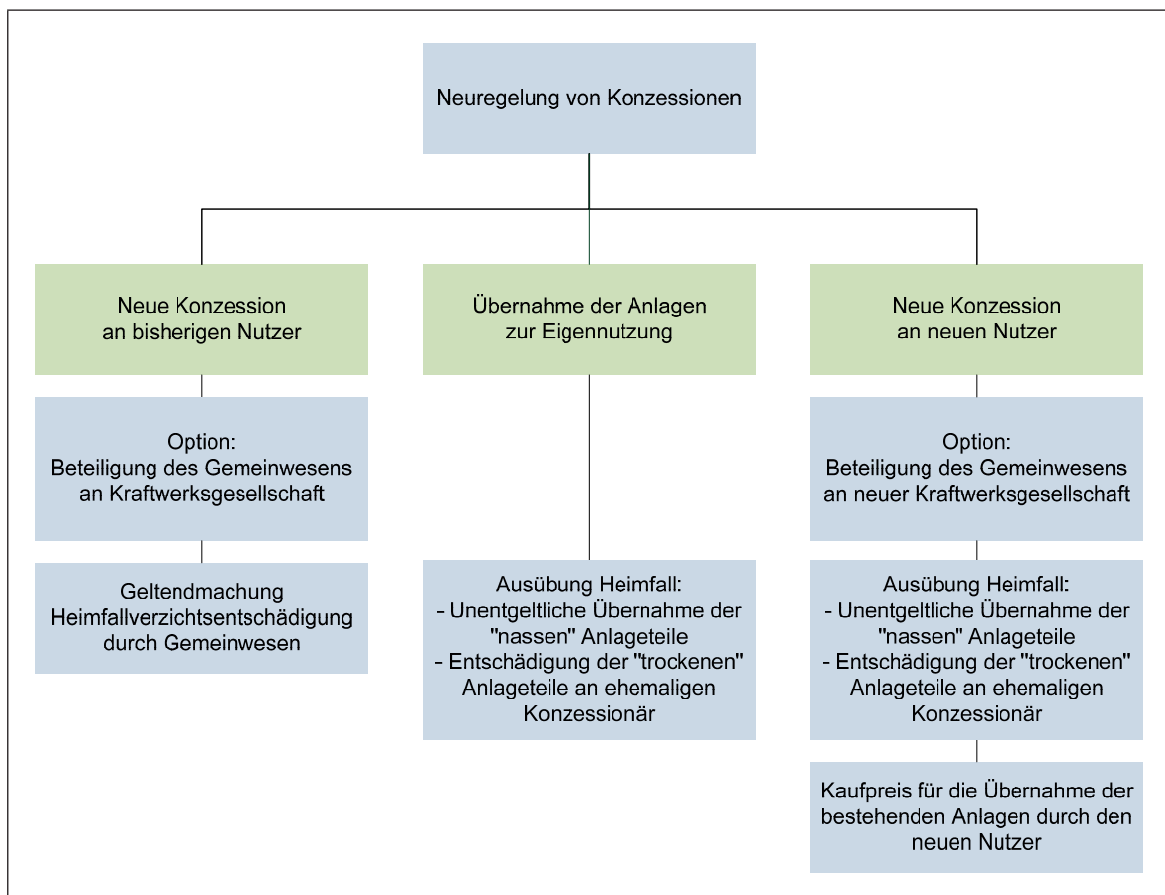 Neuregelung von Konzessionen
Neue Konzession
an bisherigen Nutzer
Übernahme der Anlagen
zur Eigennutzung
Neue Konzession
an neuen Nutzer
Option:
Beteiligung des Gemeinwesens
an Kraftwerksgesellschaft
Option:
Beteiligung des Gemeinwesens
an neuer Kraftwerksgesellschaft
Geltendmachung
Heimfallverzichtsentschädigung
durch Gemeinwesen
Ausübung Heimfall:
- Unentgeltliche Übernahme der
"nassen" Anlageteile
- Entschädigung der "trockenen"
Anlageteile an ehemaligen
Konzessionär
Ausübung Heimfall:
- Unentgeltliche Übernahme der
"nassen" Anlageteile
- Entschädigung der "trockenen"
Anlageteile an ehemaligen
Konzessionär
Kaufpreis für die Übernahme der
bestehenden Anlagen durch den
neuen Nutzer